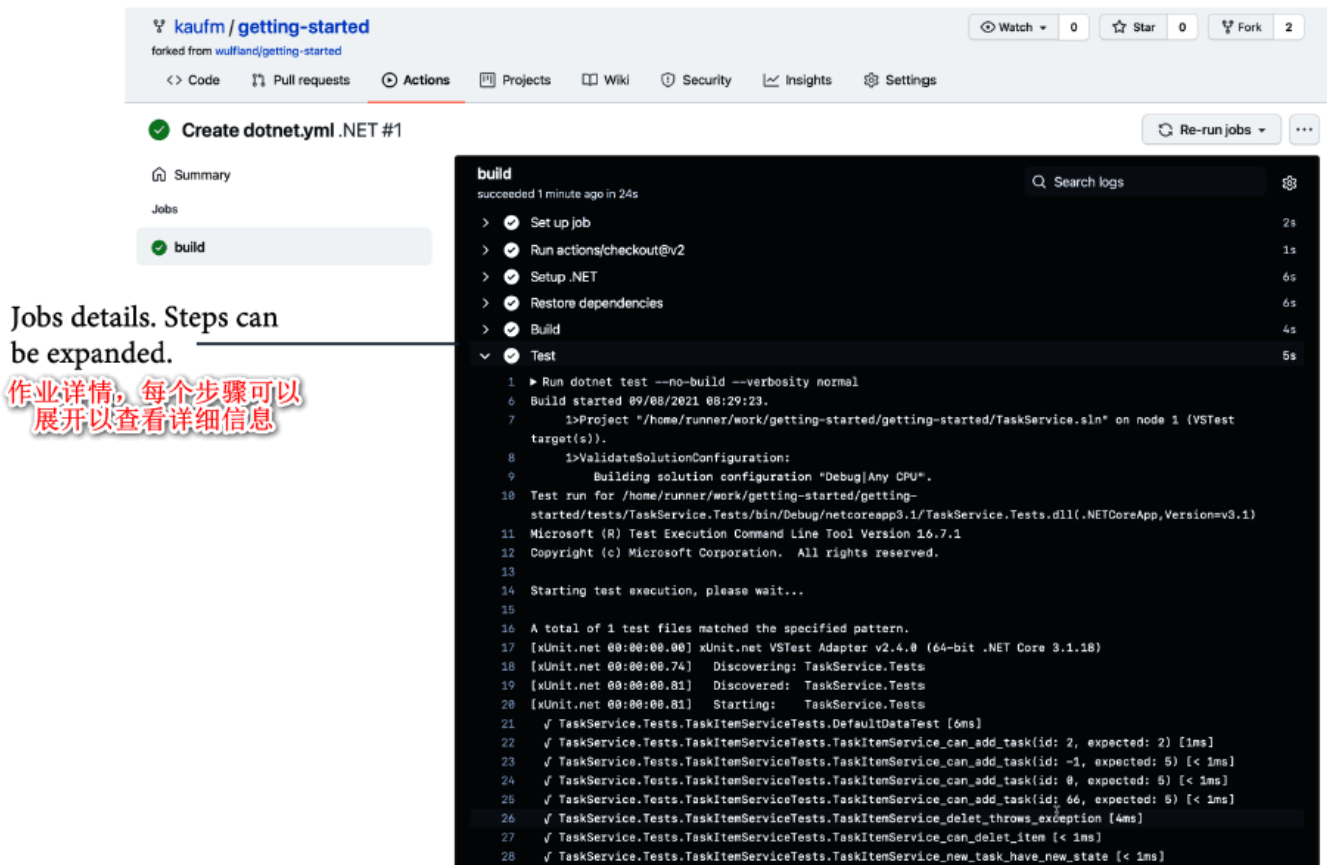 kaufm / getting-started
Watch 0 Star 0 Fork 2
forked from wulfland/getting-started
<> Code Pull requests Actions Projects Wiki Security Insights Settings
Create dotnet.yml .NET #1
Re-run jobs ...
Summary
Jobs
build
build
succeeded 1 minute ago in 24s
Search logs
Set up job 2s
Run actions/checkout@v2 1s
Setup .NET 6s
Restore dependencies 6s
Build 4s
Test 5s
Jobs details. Steps can
be expanded.
作业详情，每个步骤可以
展开以查看详细信息
1 ▶ Run dotnet test --no-build --verbosity normal
6 Build started 09/08/2021 08:29:23.
7 1>Project "/home/runner/work/getting-started/getting-started/TaskService.sln" on node 1 (VSTest
target(s)).
8 1>ValidateSolutionConfiguration:
9 Building solution configuration "Debug|Any CPU".
10 Test run for /home/runner/work/getting-started/getting-
started/tests/TaskService.Tests/bin/Debug/netcoreapp3.1/TaskService.Tests.dll(.NETCoreApp,Version=v3.1)
11 Microsoft (R) Test Execution Command Line Tool Version 16.7.1
12 Copyright (c) Microsoft Corporation.  All rights reserved.
13
14 Starting test execution, please wait...
15
16 A total of 1 test files matched the specified pattern.
17 [xUnit.net 00:00:00.00] xUnit.net VSTest Adapter v2.4.0 (64-bit .NET Core 3.1.18)
18 [xUnit.net 00:00:00.74]   Discovering: TaskService.Tests
19 [xUnit.net 00:00:00.81]   Discovered:  TaskService.Tests
20 [xUnit.net 00:00:00.81]   Starting:    TaskService.Tests
21 √ TaskService.Tests.TaskItemServiceTests.DefaultDataTest [6ms]
22 √ TaskService.Tests.TaskItemServiceTests.TaskItemService_can_add_task(id: 2, expected: 2) [1ms]
23 √ TaskService.Tests.TaskItemServiceTests.TaskItemService_can_add_task(id: -1, expected: 5) [< 1ms]
24 √ TaskService.Tests.TaskItemServiceTests.TaskItemService_can_add_task(id: 0, expected: 5) [< 1ms]
25 √ TaskService.Tests.TaskItemServiceTests.TaskItemService_can_add_task(id: 66, expected: 5) [< 1ms]
26 √ TaskService.Tests.TaskItemServiceTests.TaskItemService_delet_throws_exception [4ms]
27 √ TaskService.Tests.TaskItemServiceTests.TaskItemService_can_delet_item [< 1ms]
28 √ TaskService.Tests.TaskItemServiceTests.TaskItemService_new_task_have_new_state [< 1ms]